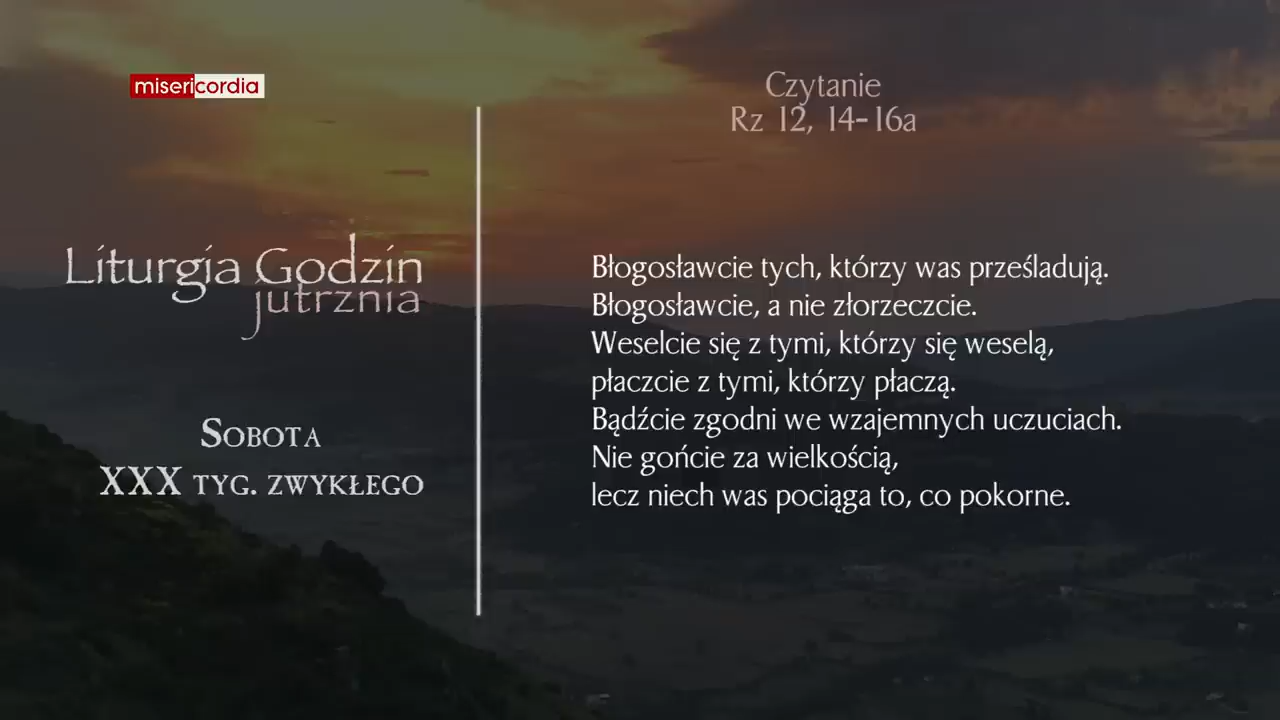 misericordia
Liturgia Godzin
jutrznia
Sobota
XXX tyg. zwykłego
Czytanie
Rz 12, 14-16a
Błogosławcie tych, którzy was prześladują.
Błogosławcie, a nie złorzeczcie.
Weselcie się z tymi, którzy się weselą,
płaczcie z tymi, którzy płaczą.
Bądźcie zgodni we wzajemnych uczuciach.
Nie gońcie za wielkością,
lecz niech was pociąga to, co pokorne.